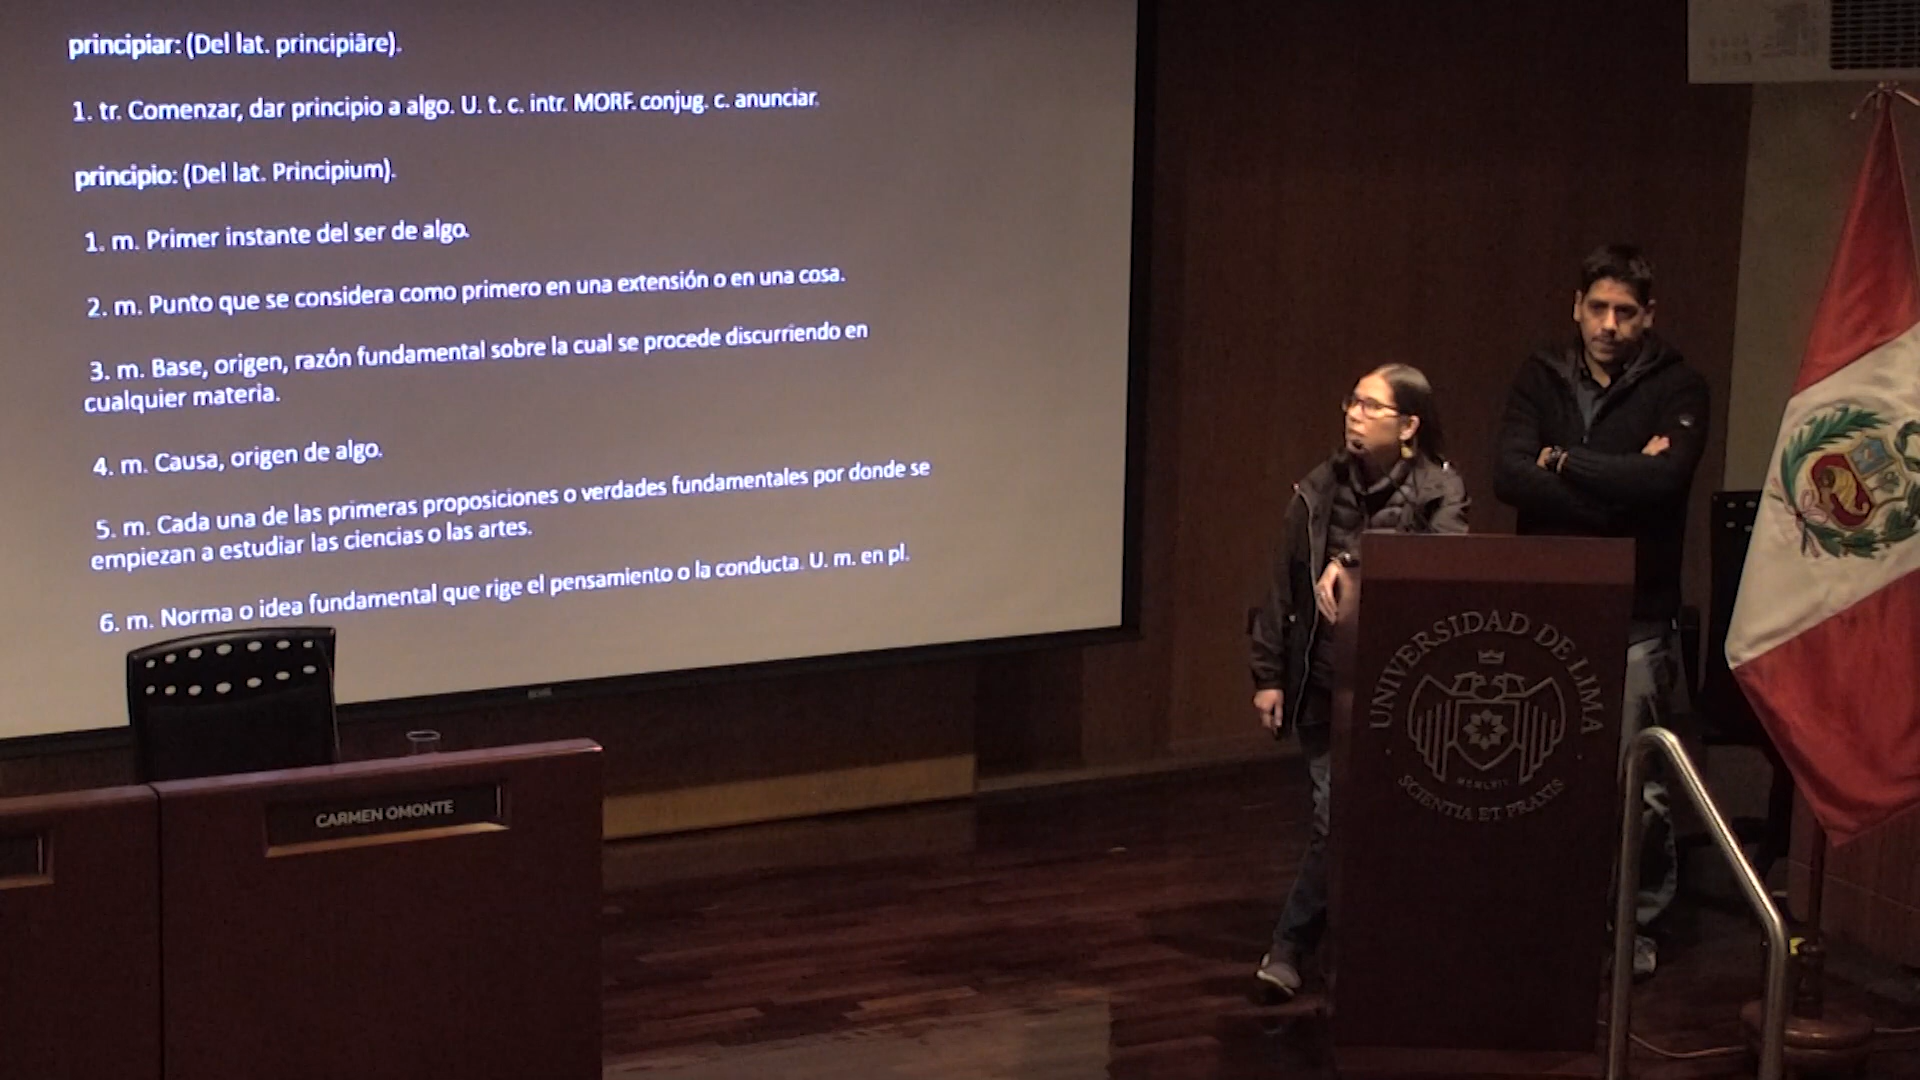 principiar: (Del lat. principiāre).
1. tr. Comenzar, dar principio a algo. U. t. c. intr. MORF. conjug. c. anunciar.
principio: (Del lat. Principium).
1. m. Primer instante del ser de algo.
2. m. Punto que se considera como primero en una extensión o en una cosa.
3. m. Base, origen, razón fundamental sobre la cual se procede discurriendo en
cualquier materia.
4. m. Causa, origen de algo.
5. m. Cada una de las primeras proposiciones o verdades fundamentales por donde se
empiezan a estudiar las ciencias o las artes.
6. m. Norma o idea fundamental que rige el pensamiento o la conducta. U. m. en pl.
CARMEN OMONTE
UNIVERSIDAD DE LIMA
MCMLXII
SCIENTIA ET PRAXIS